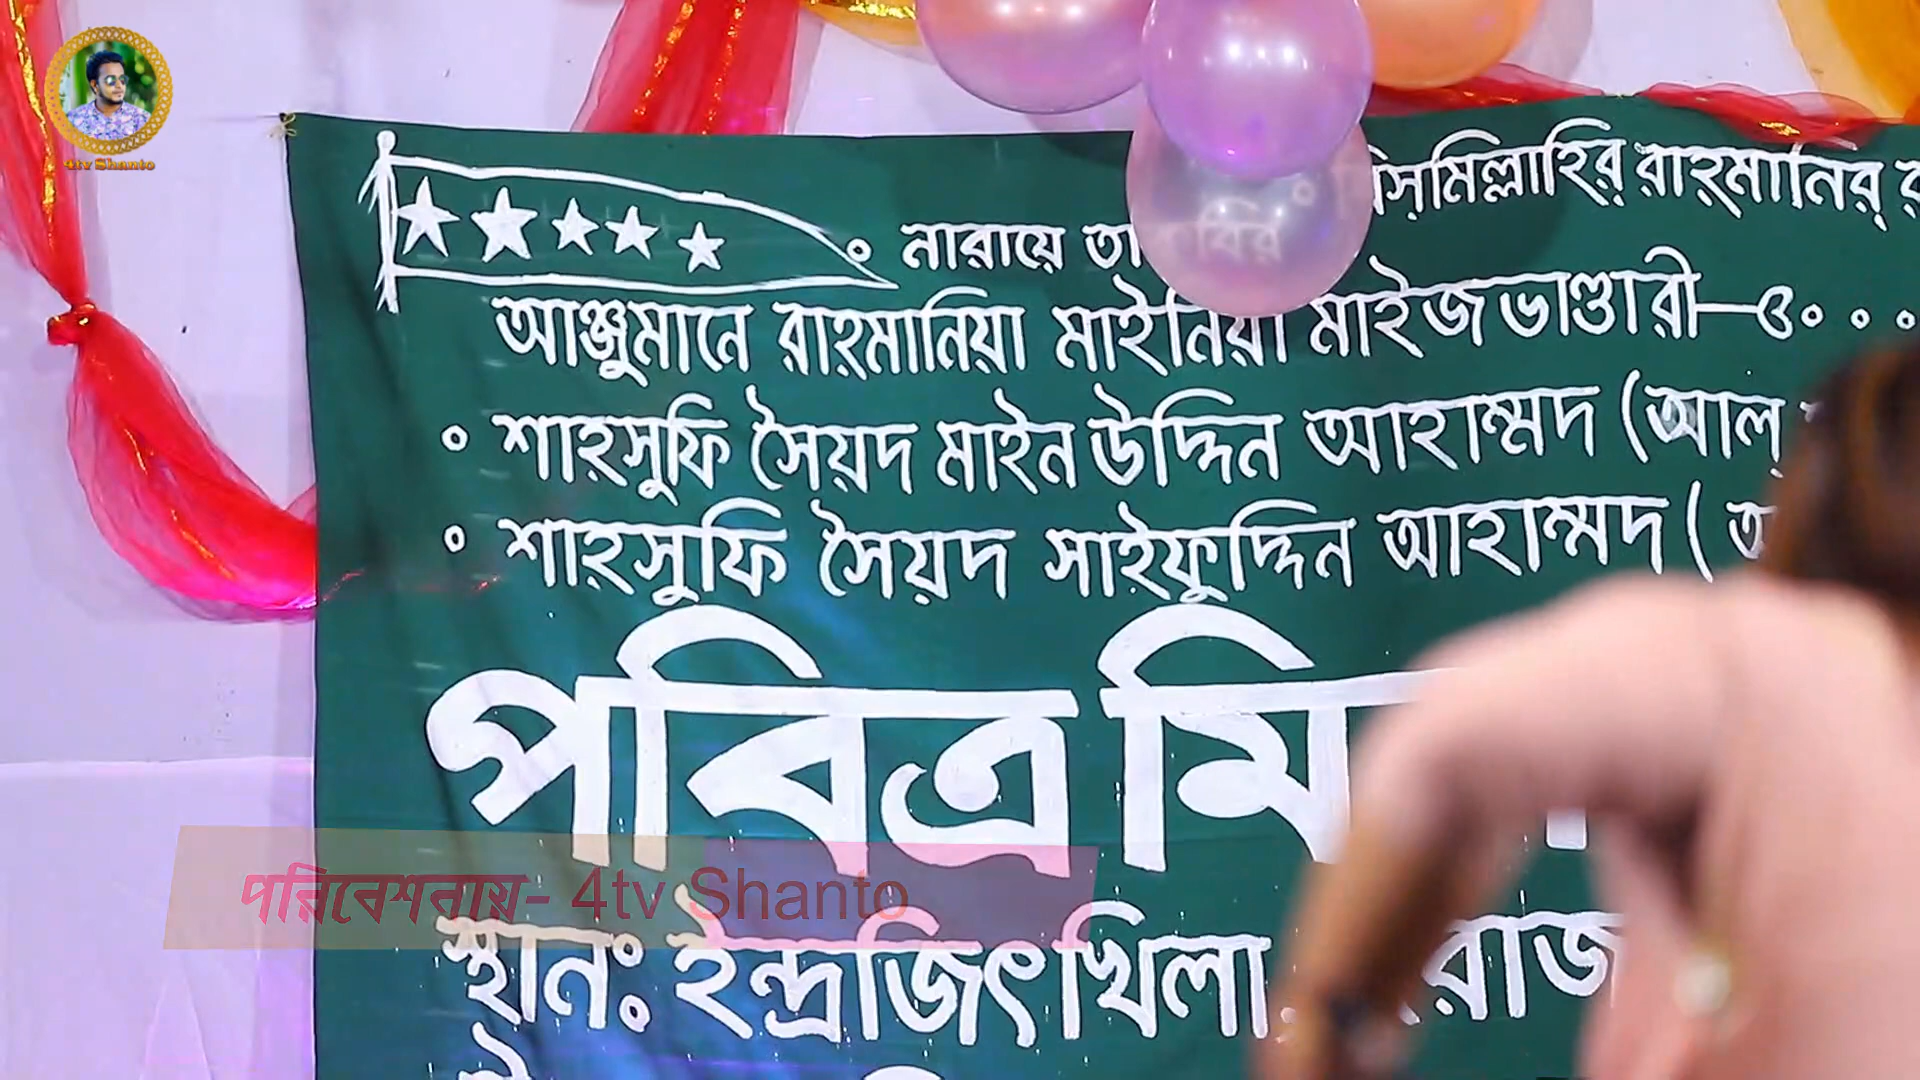 4tv Shanto
বিসমিল্লাহির রাহমানির
নারায়ে
আঞ্জুমানে রাহমানিয়া মাইনিয়া মাইজভাণ্ডারী—ও....
• শাহসুফি সৈয়দ মাইন উদ্দিন আহাম্মদ (আল্
• শাহসুফি সৈয়দ সাইফুদ্দিন আহাম্মদ (
পবিত্র
পরিবেশনায়- 4tv Shanto
স্থানঃ ইন্দ্রজিৎখিলা